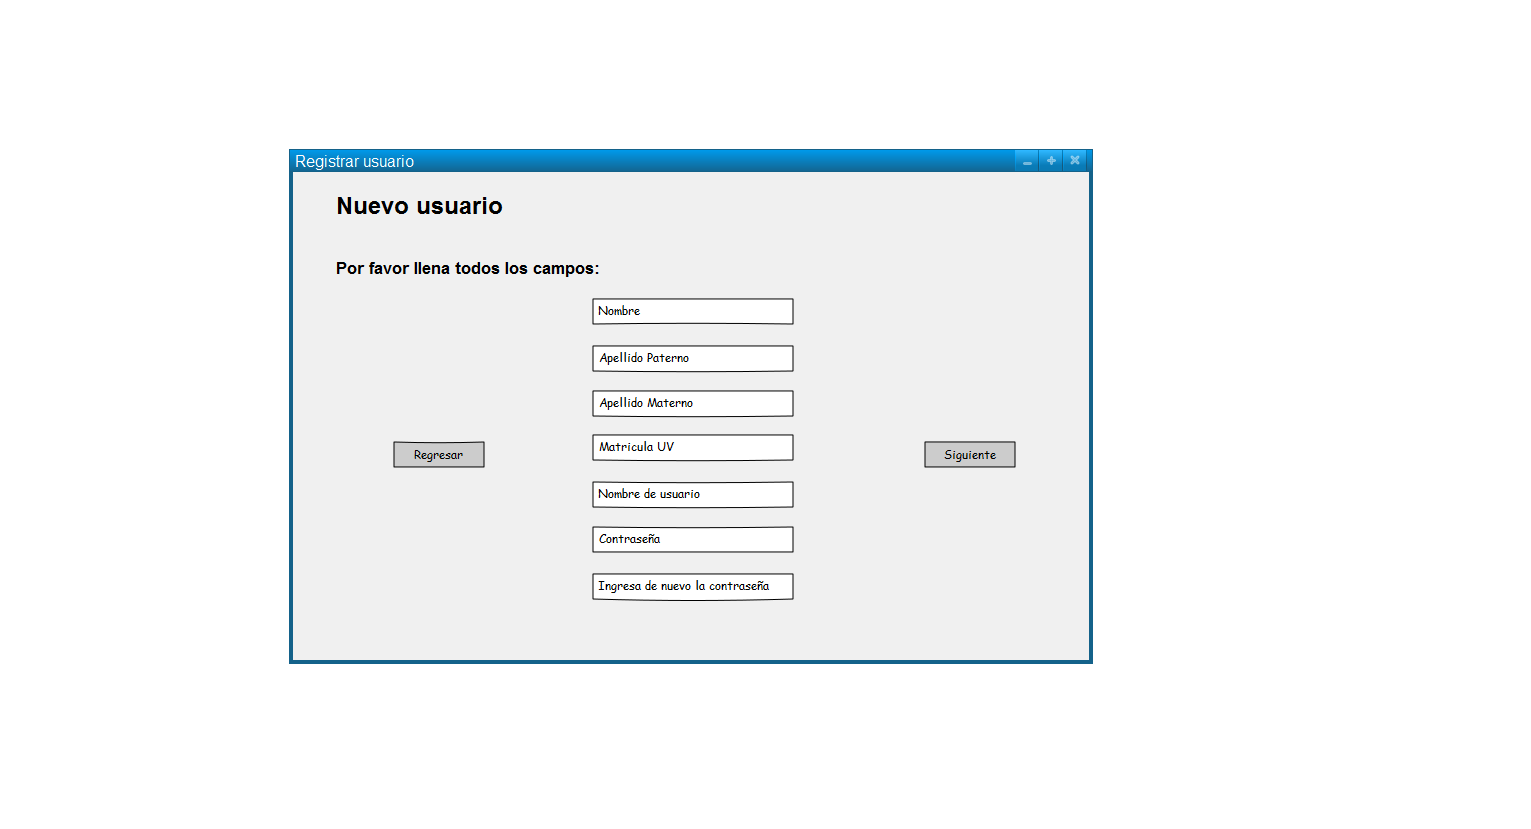 Registrar usuario
Nuevo usuario
Por favor llena todos los campos:
Nombre
Apellido Paterno
Apellido Materno
Matricula UV
Regresar
Siguiente
Nombre de usuario
Contraseña
Ingresa de nuevo la contraseña